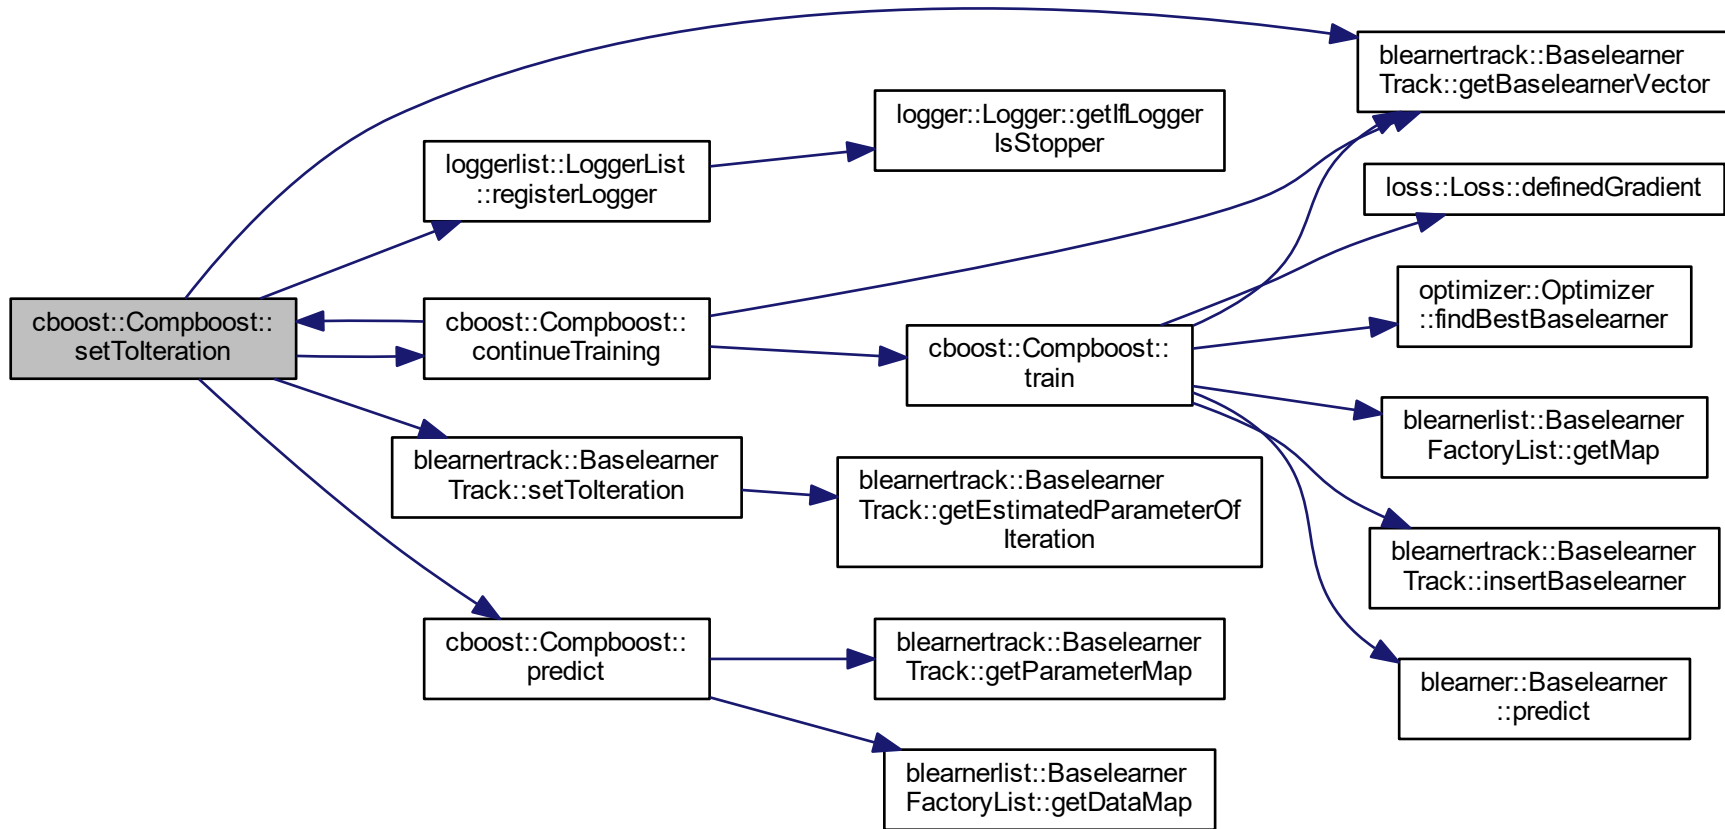 blearnertrack::Baselearner
Track::getBaselearnerVector
logger::Logger::getIfLogger
IsStopper
loggerlist::LoggerList
::registerLogger
loss::Loss::definedGradient
cboost::Compboost::
setToIteration
cboost::Compboost::
continueTraining
cboost::Compboost::
train
optimizer::Optimizer
::findBestBaselearner
blearnerlist::Baselearner
FactoryList::getMap
blearnertrack::Baselearner
Track::setToIteration
blearnertrack::Baselearner
Track::getEstimatedParameterOf
Iteration
blearnertrack::Baselearner
Track::insertBaselearner
cboost::Compboost::
predict
blearnertrack::Baselearner
Track::getParameterMap
blearner::Baselearner
::predict
blearnerlist::Baselearner
FactoryList::getDataMap